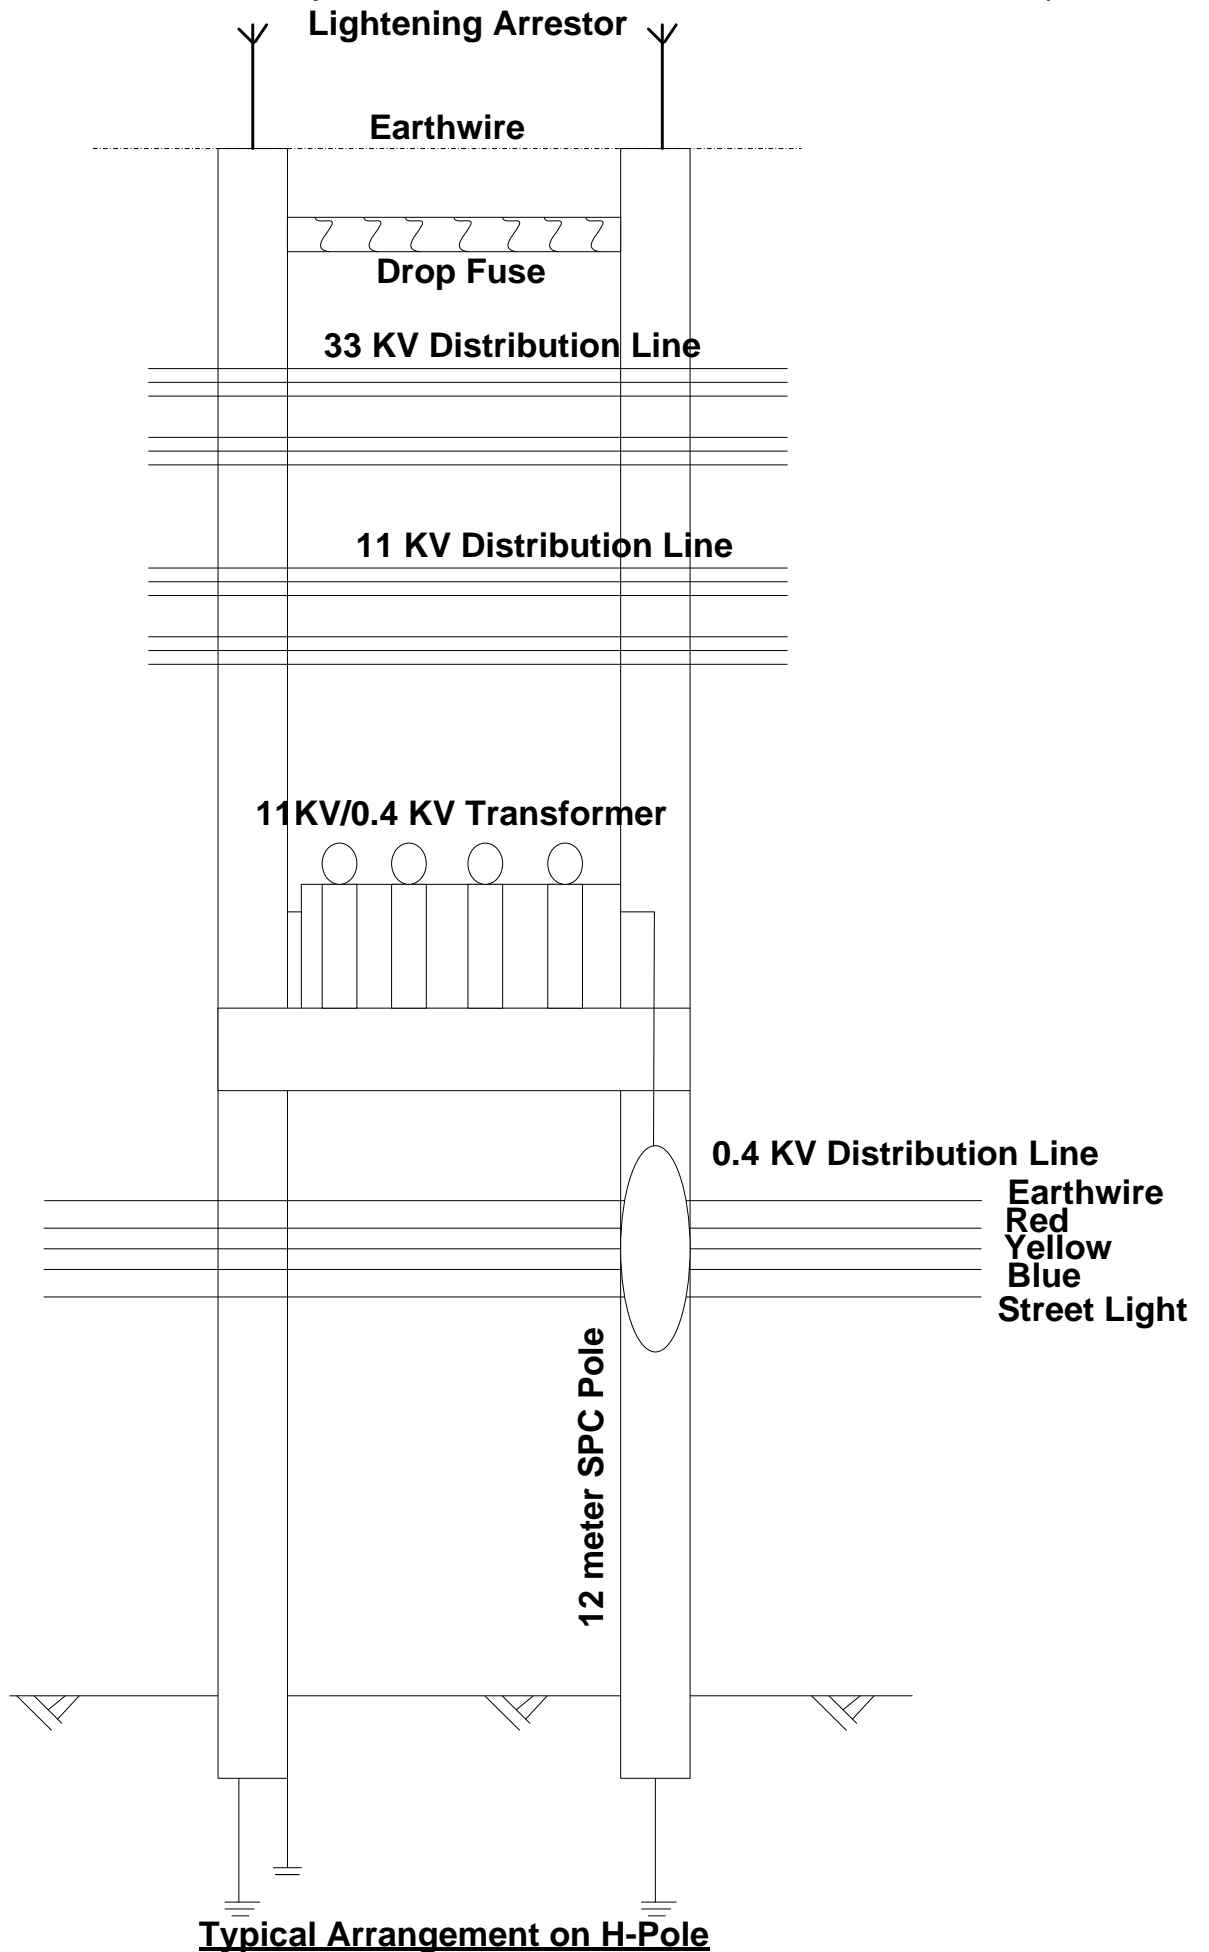 Lightening Arrestor
Earthwire
Drop Fuse
33 KV Distribution Line
11 KV Distribution Line
11KV/0.4 KV Transformer
0.4 KV Distribution Line
Earthwire
Red
Yellow
Blue
Street Light
12 meter SPC Pole
Typical Arrangement on H-Pole